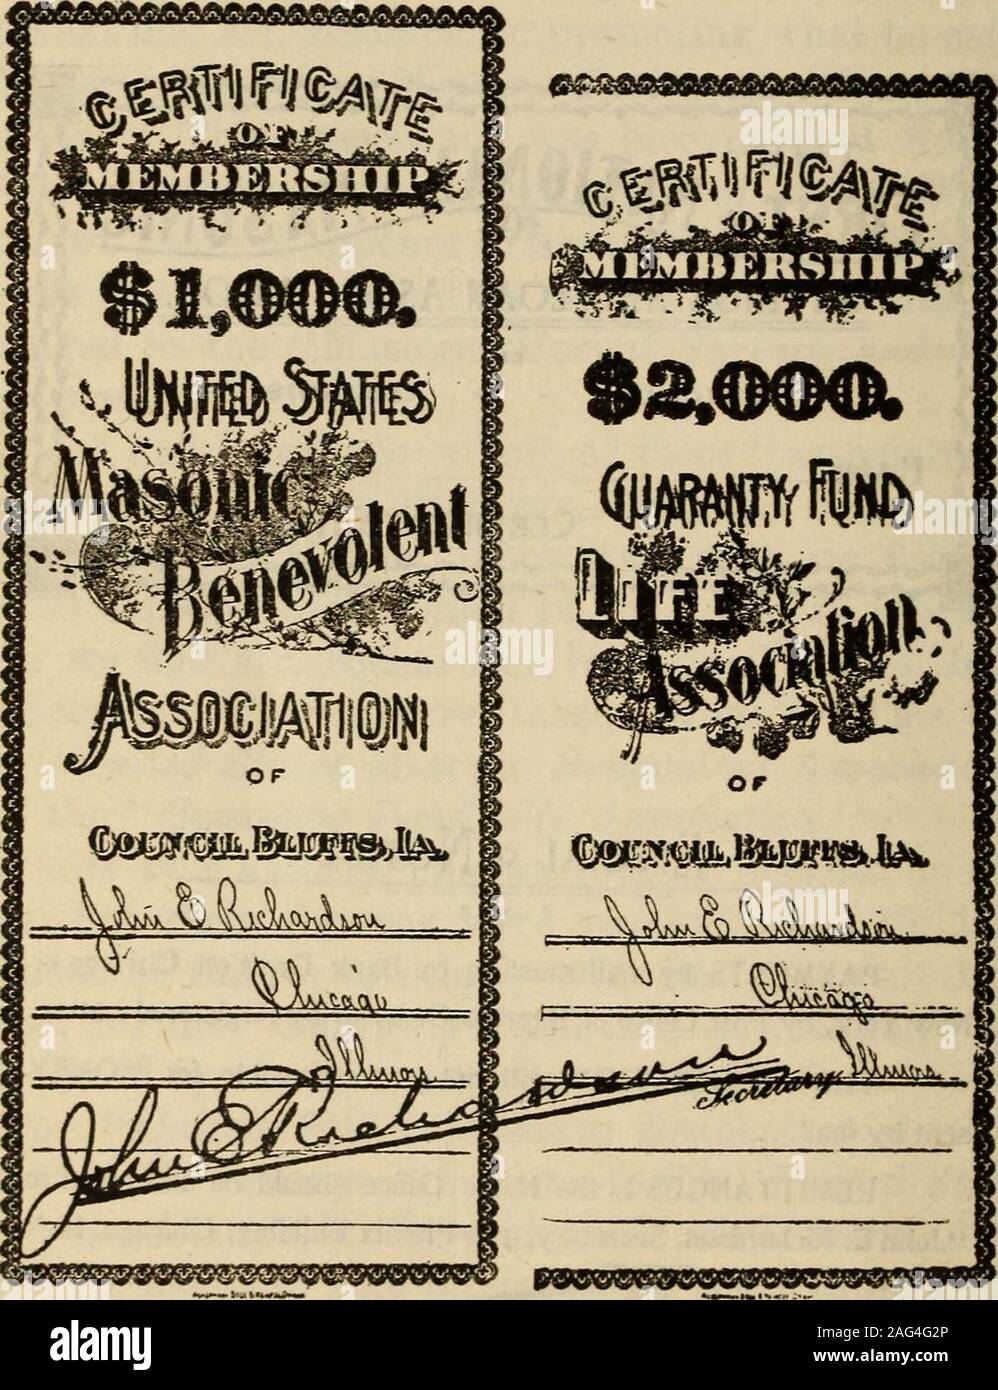 CERTIFICATE
OF
MEMBERSHIP
$1,000.
UNITED STATES
Masonic
Benevolent
ASSOCIATION
OF
COUNCIL BLUFFS, IA.
John E Richardson
Chicago
Illinois
CERTIFICATE
OF
MEMBERSHIP
$2,000.
GUARANTY FUND
LIFE
Association
OF
COUNCIL BLUFFS, IA.
John E. Richardson
Chicago
Illinois
John E Richardson Secretary
alamy
Image ID: 2AG4G2P
www.alamy.com